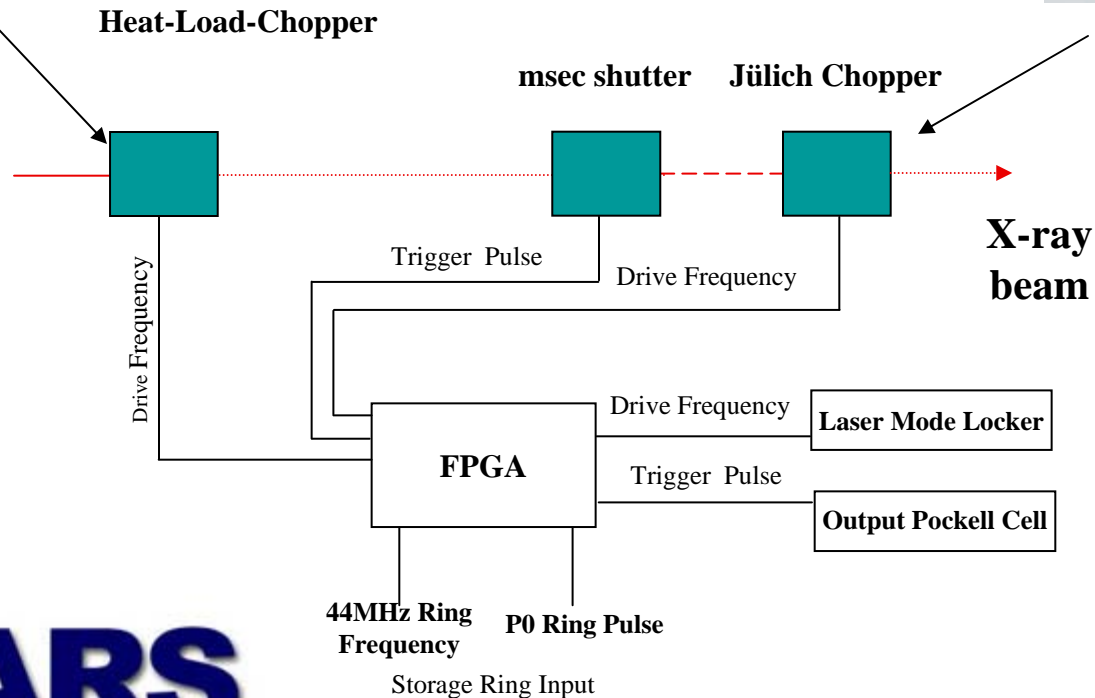 Heat-Load-Chopper
msec shutter
Jülich Chopper
X-ray
beam
Trigger Pulse
Drive Frequency
Drive Frequency
Drive Frequency
Laser Mode Locker
FPGA
Trigger Pulse
Output Pockell Cell
44MHz Ring
Frequency
P0 Ring Pulse
Storage Ring Input
ARS